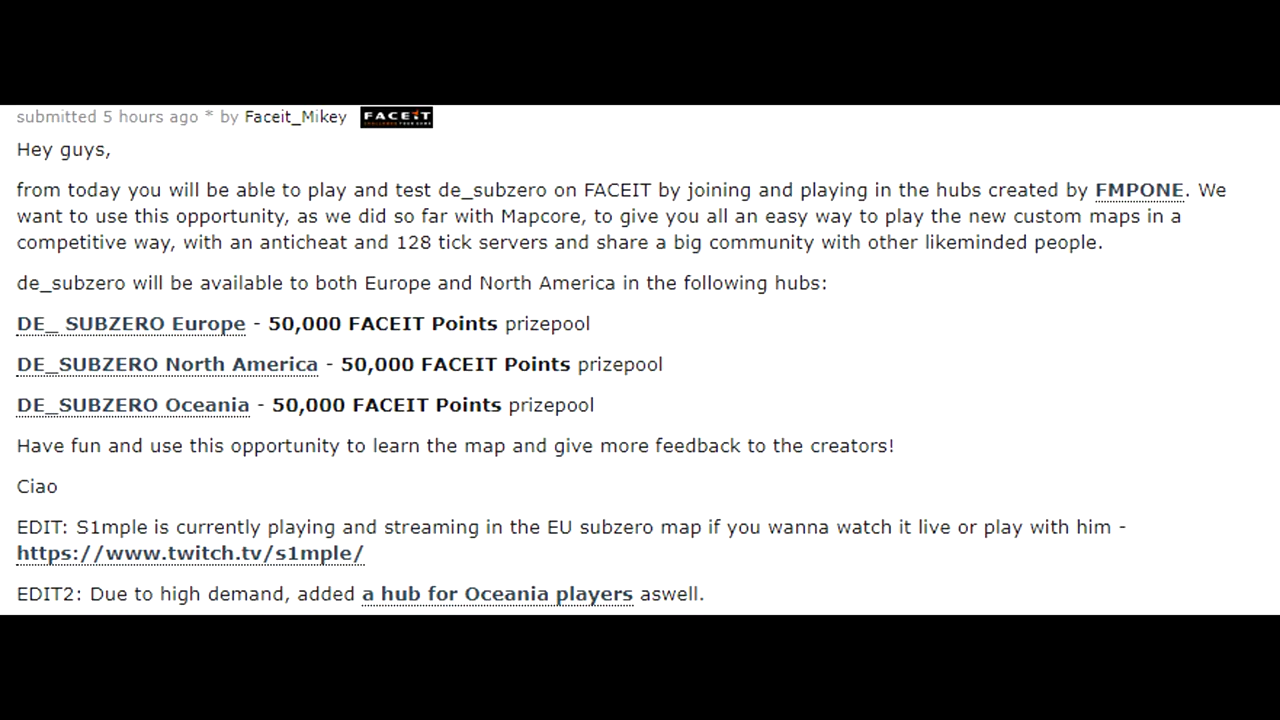 submitted 5 hours ago * by Faceit_Mikey FACEIT
Hey guys,
from today you will be able to play and test de_subzero on FACEIT by joining and playing in the hubs created by FMPONE. We
want to use this opportunity, as we did so far with Mapcore, to give you all an easy way to play the new custom maps in a
competitive way, with an anticheat and 128 tick servers and share a big community with other likeminded people.
de_subzero will be available to both Europe and North America in the following hubs:
DE_ SUBZERO Europe - 50,000 FACEIT Points prizepool
DE_SUBZERO North America - 50,000 FACEIT Points prizepool
DE_SUBZERO Oceania - 50,000 FACEIT Points prizepool
Have fun and use this opportunity to learn the map and give more feedback to the creators!
Ciao
EDIT: S1mple is currently playing and streaming in the EU subzero map if you wanna watch it live or play with him -
https://www.twitch.tv/s1mple/
EDIT2: Due to high demand, added a hub for Oceania players aswell.